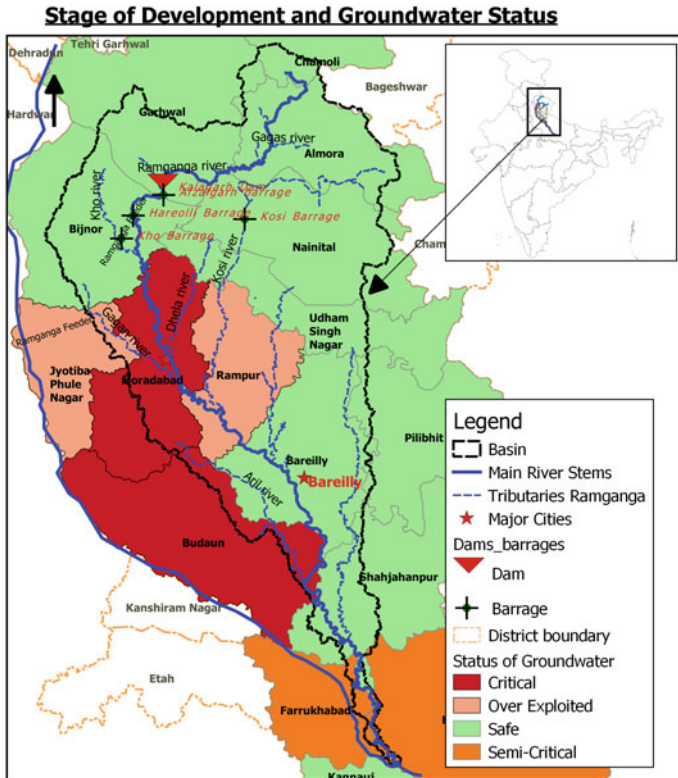 Stage of Development and Groundwater Status
Tehri Garhwal
Dehradun
Chamoli
Bageshwar
Hardwar
Garhwal
Gagas river
Almora
Ramganga river
Kho river
Kalagarh Dam
Afzalgarh barrage
Hareolli Barrage
Kosi Barrage
Bijnor
Kho Barrage
Nainital
Kosi river
Dhela river
Udham
Singh
Nagar
Ramganga Feeder
Gagan river
Jyotiba
Phule
Nagar
Moradabad
Rampur
Pilibhit
Bareilly
Bareilly
Aril river
Budaun
Shahjahanpur
Kanshiram Nagar
Etah
Farrukhabad
Kannauj
Legend
Basin
Main River Stems
Tributaries Ramganga
Major Cities
Dams_barrages
Dam
Barrage
District boundary
Status of Groundwater
Critical
Over Exploited
Safe
Semi-Critical